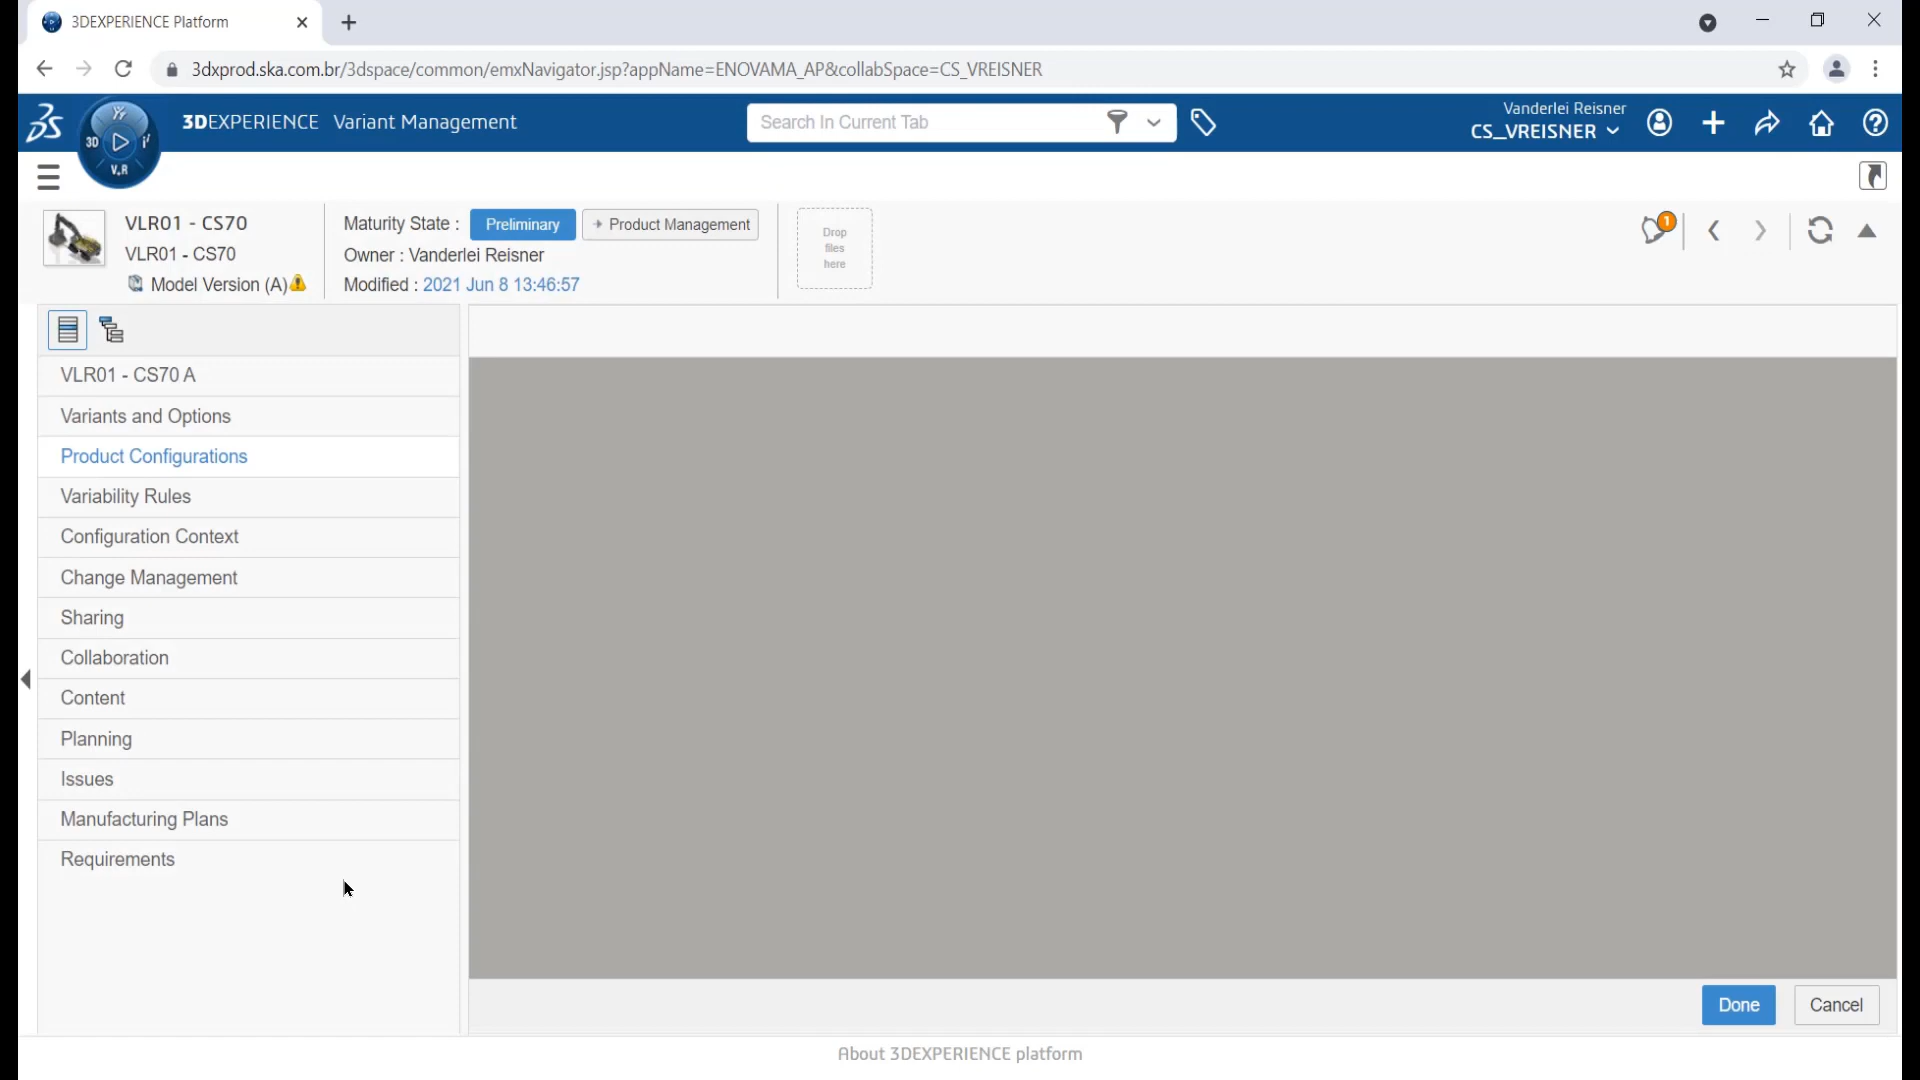 3DEXPERIENCE Platform
3dxprod.ska.com.br/3dspace/common/emxNavigator.jsp?appName=ENOVAMA_AP&collabSpace=CS_VREISNER
3DEXPERIENCE Variant Management
Search In Current Tab
Vanderlei Reisner
CS_VREISNER
3D
V.R
VLR01 - CS70
VLR01 - CS70
Model Version (A)
Maturity State : Preliminary Product Management
Owner : Vanderlei Reisner
Modified : 2021 Jun 8 13:46:57
Drop
files
here
1
VLR01 - CS70 A
Variants and Options
Product Configurations
Variability Rules
Configuration Context
Change Management
Sharing
Collaboration
Content
Planning
Issues
Manufacturing Plans
Requirements
Done
Cancel
About 3DEXPERIENCE platform